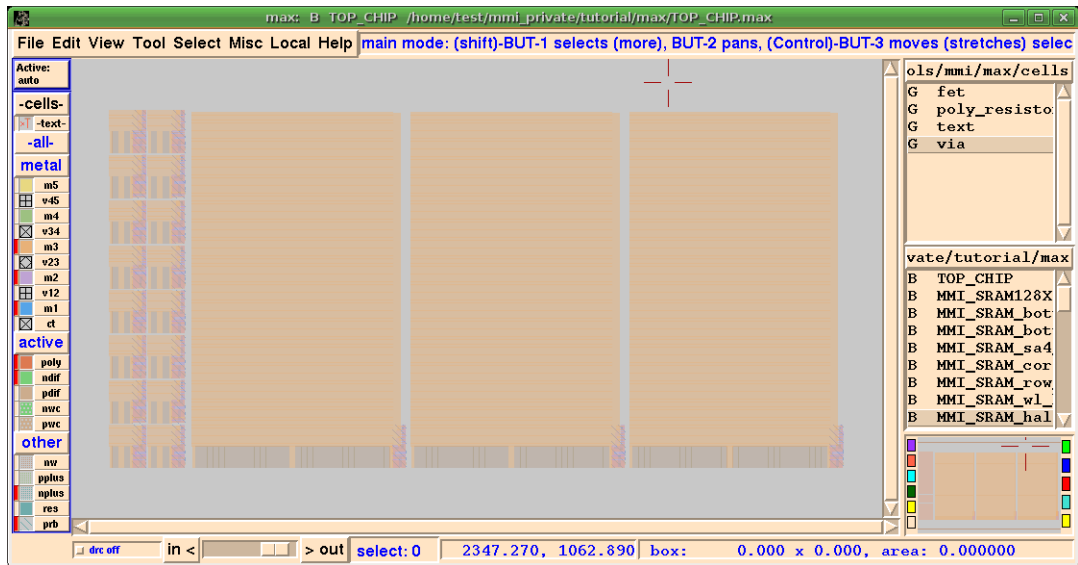 max: B TOP_CHIP /home/test/mmi_private/tutorial/max/TOP_CHIP.max
File Edit View Tool Select Misc Local Help main mode: (shift)-BUT-1 selects (more), BUT-2 pans, (Control)-BUT-3 moves (stretches) selec
Active:
auto
-cells-
-text-
-all-
metal
m5
v45
m4
v34
m3
v23
m2
v12
m1
ct
active
poly
ndif
pdif
nwc
pwc
other
nw
pplus
nplus
res
prb
ols/mmi/max/cells
G fet
G poly_resisto
G text
G via
vate/tutorial/max
B TOP_CHIP
B MMI_SRAM128X
B MMI_SRAM_bot
B MMI_SRAM_bot
B MMI_SRAM_sa4
B MMI_SRAM_cor
B MMI_SRAM_row
B MMI_SRAM_wl_
B MMI_SRAM_hal
drc off in < > out select: 0 2347.270, 1062.890 box: 0.000 x 0.000, area: 0.000000